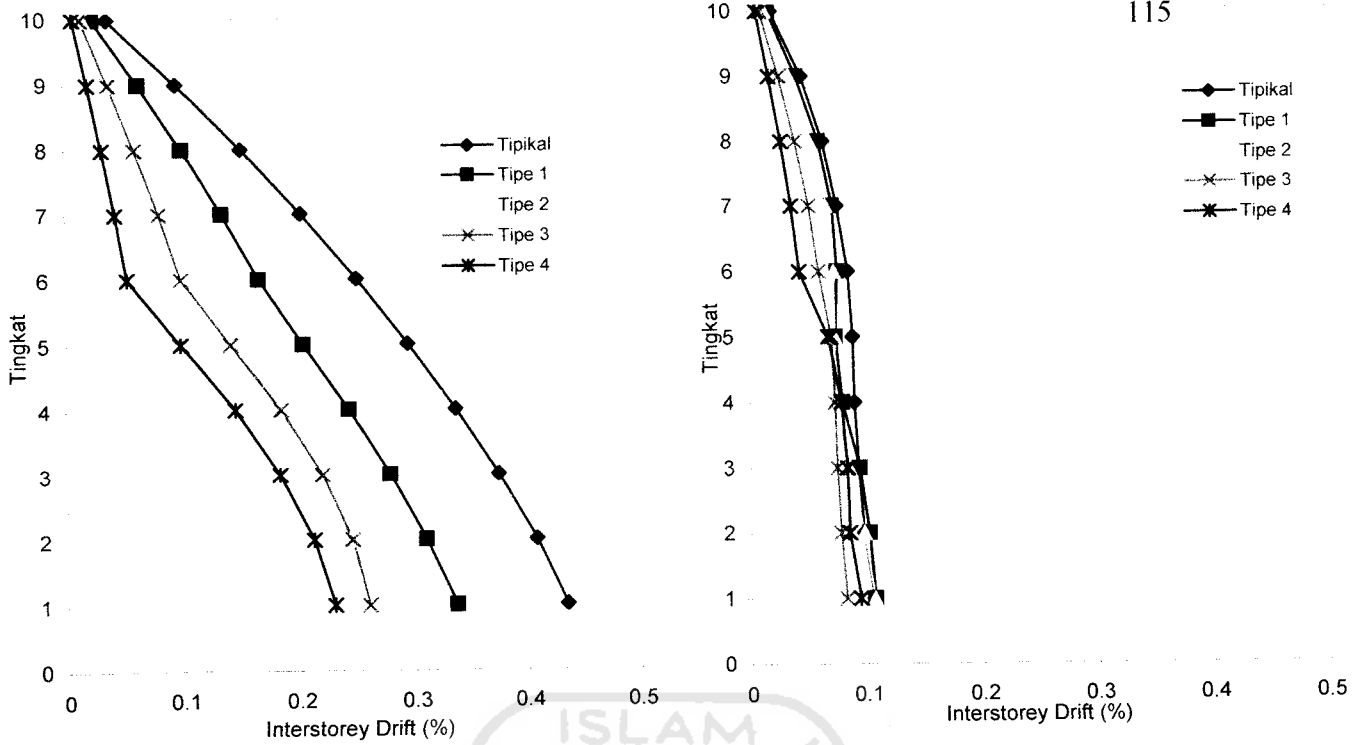 115
10
9
8
7
6
5
4
3
2
1
0
Tingkat
0 0.1 0.2 0.3 0.4 0.5
Interstorey Drift (%)
Tipikal
Tipe 1
Tipe 2
Tipe 3
Tipe 4
10
9
8
7
6
5
4
3
2
1
0
Tingkat
0 0.1 0.2 0.3 0.4 0.5
Interstorey Drift (%)
Tipikal
Tipe 1
Tipe 2
Tipe 3
Tipe 4
ISLAM